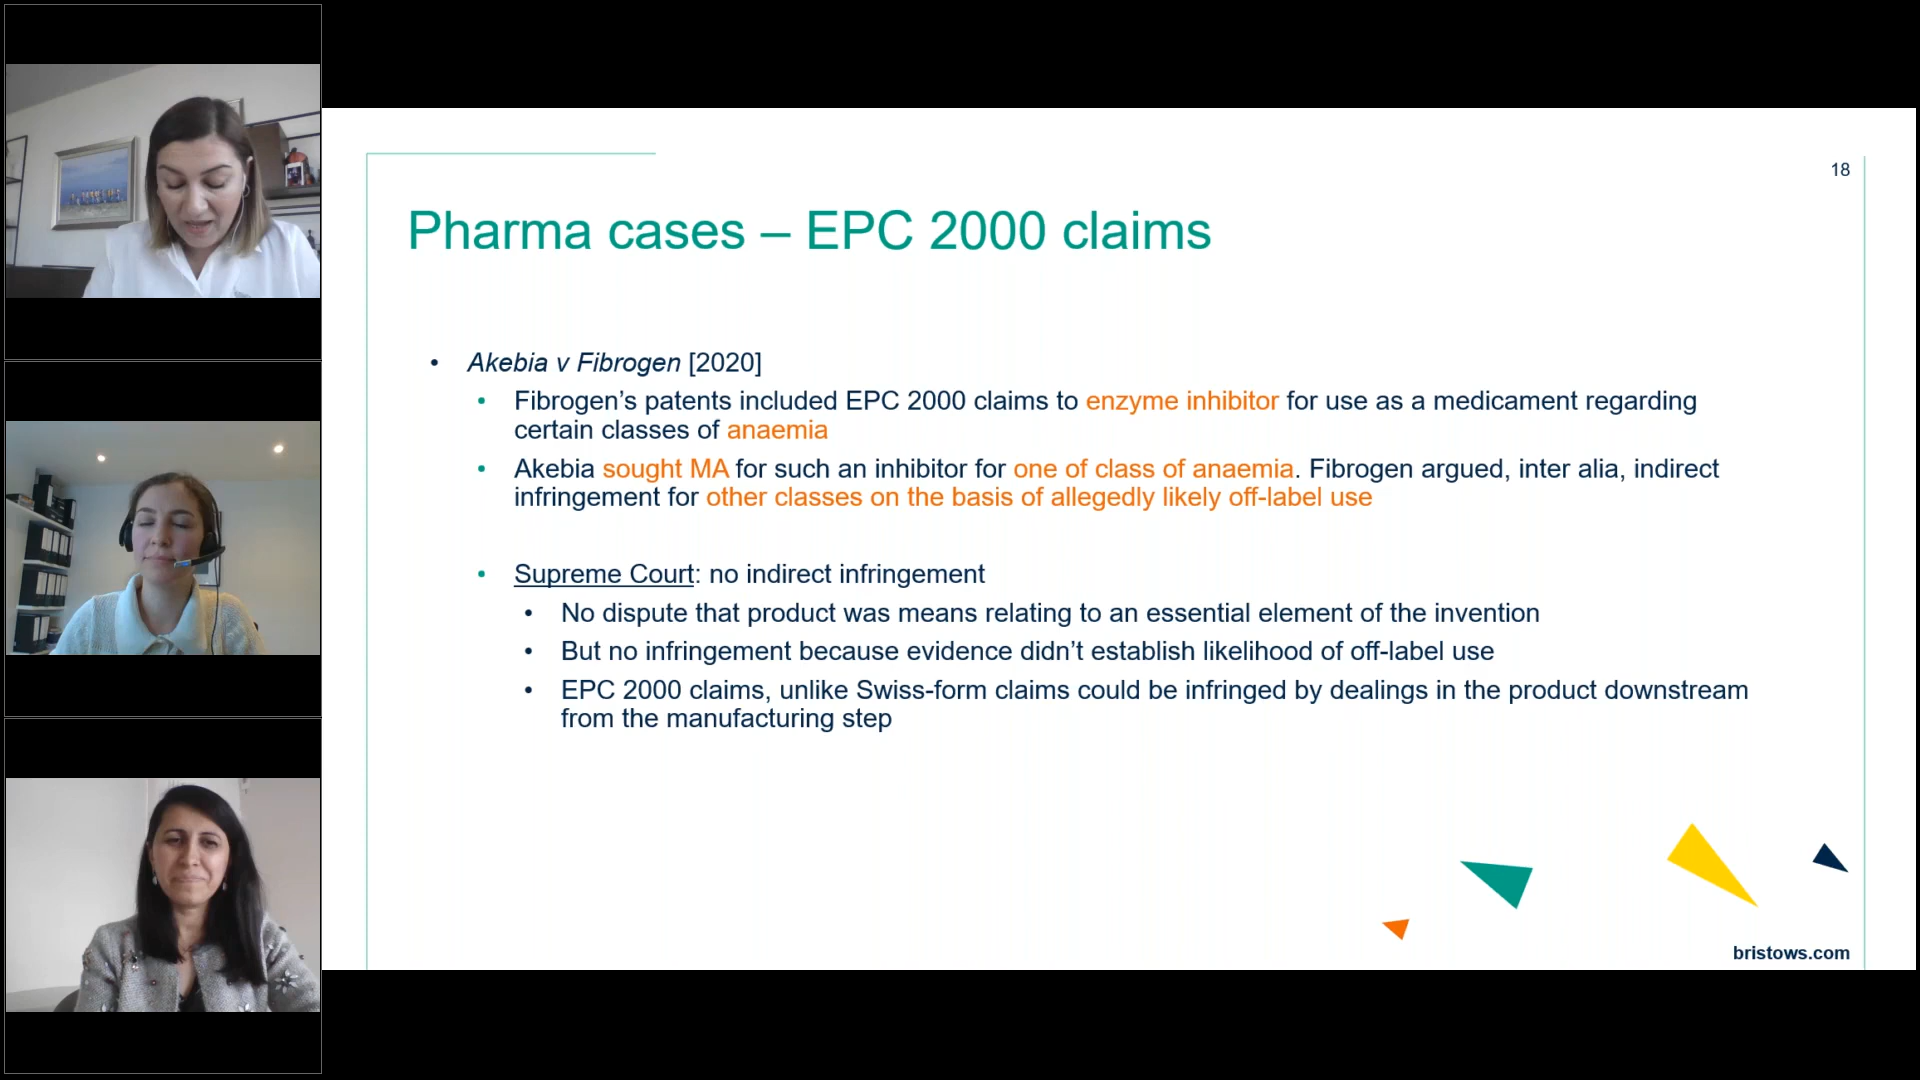 18
Pharma cases – EPC 2000 claims
• Akebia v Fibrogen [2020]
• Fibrogen’s patents included EPC 2000 claims to enzyme inhibitor for use as a medicament regarding
certain classes of anaemia
• Akebia sought MA for such an inhibitor for one of class of anaemia. Fibrogen argued, inter alia, indirect
infringement for other classes on the basis of allegedly likely off-label use
• Supreme Court: no indirect infringement
• No dispute that product was means relating to an essential element of the invention
• But no infringement because evidence didn’t establish likelihood of off-label use
• EPC 2000 claims, unlike Swiss-form claims could be infringed by dealings in the product downstream
from the manufacturing step
bristows.com